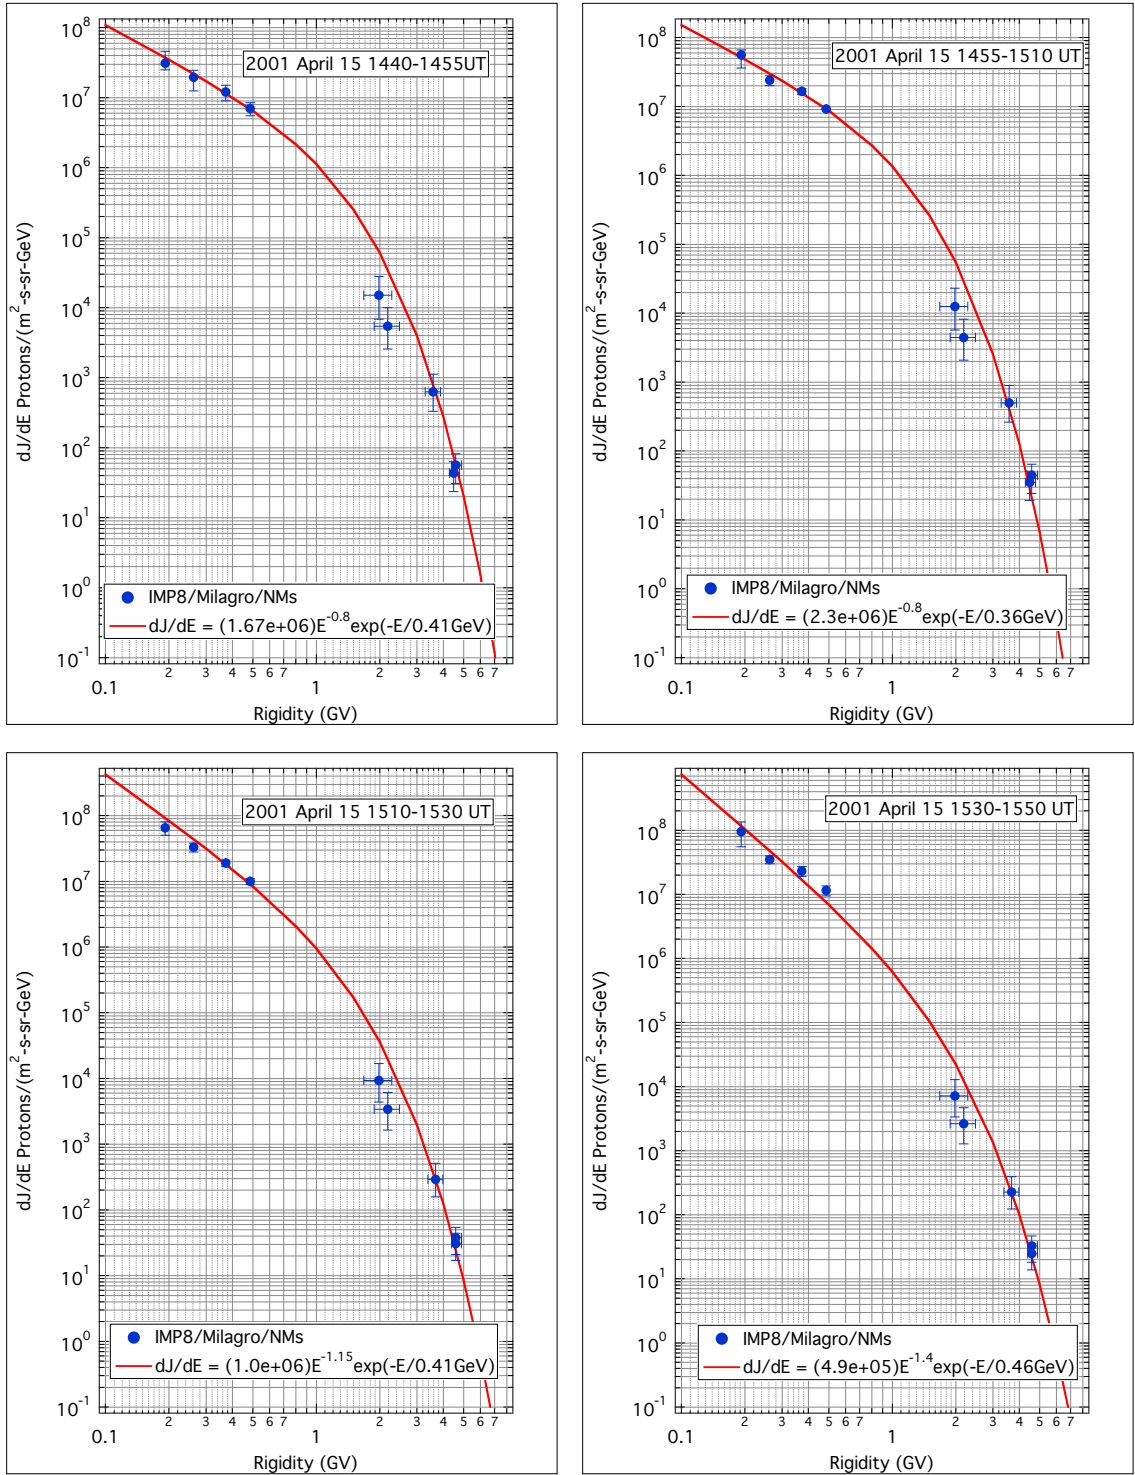 10^8
10^7
10^6
10^5
10^4
10^3
10^2
10^1
10^0
10^-1
dJ/dE Protons/(m^2-s-sr-GeV)
2001 April 15 1440-1455UT
IMP8/Milagro/NMs
dJ/dE = (1.67e+06)E^-0.8exp(-E/0.41GeV)
0.1
2 3 4 5 6 7
1
2 3 4 5 6 7
Rigidity (GV)
10^8
10^7
10^6
10^5
10^4
10^3
10^2
10^1
10^0
10^-1
dJ/dE Protons/(m^2-s-sr-GeV)
2001 April 15 1455-1510 UT
IMP8/Milagro/NMs
dJ/dE = (2.3e+06)E^-0.8exp(-E/0.36GeV)
0.1
2 3 4 5 6 7
1
2 3 4 5 6 7
Rigidity (GV)
10^8
10^7
10^6
10^5
10^4
10^3
10^2
10^1
10^0
10^-1
dJ/dE Protons/(m^2-s-sr-GeV)
2001 April 15 1510-1530 UT
IMP8/Milagro/NMs
dJ/dE = (1.0e+06)E^-1.15exp(-E/0.41GeV)
0.1
2 3 4 5 6 7
1
2 3 4 5 6 7
Rigidity (GV)
10^8
10^7
10^6
10^5
10^4
10^3
10^2
10^1
10^0
10^-1
dJ/dE Protons/(m^2-s-sr-GeV)
2001 April 15 1530-1550 UT
IMP8/Milagro/NMs
dJ/dE = (4.9e+05)E^-1.4exp(-E/0.46GeV)
0.1
2 3 4 5 6 7
1
2 3 4 5 6 7
Rigidity (GV)